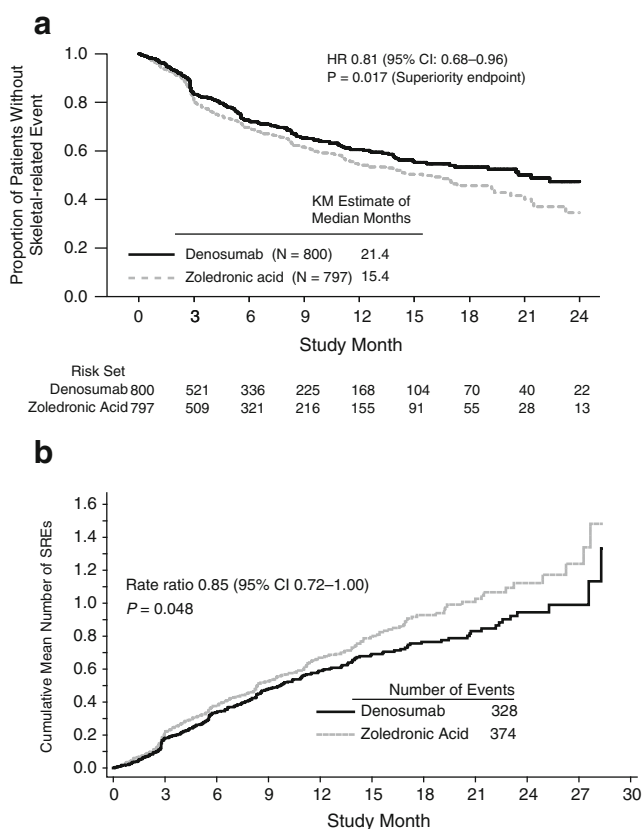 a
Proportion of Patients Without
Skeletal-related Event
1.0
0.8
0.6
0.4
0.2
0.0
HR 0.81 (95% CI: 0.68–0.96)
P = 0.017 (Superiority endpoint)
KM Estimate of
Median Months
Denosumab (N = 800) 21.4
Zoledronic acid (N = 797) 15.4
0 3 6 9 12 15 18 21 24
Study Month
Risk Set
Denosumab 800 521 336 225 168 104 70 40 22
Zoledronic Acid 797 509 321 216 155 91 55 28 13
b
Cumulative Mean Number of SREs
1.6
1.4
1.2
1.0
0.8
0.6
0.4
0.2
0.0
Rate ratio 0.85 (95% CI 0.72–1.00)
P = 0.048
Number of Events
Denosumab 328
Zoledronic Acid 374
0 3 6 9 12 15 18 21 24 27 30
Study Month